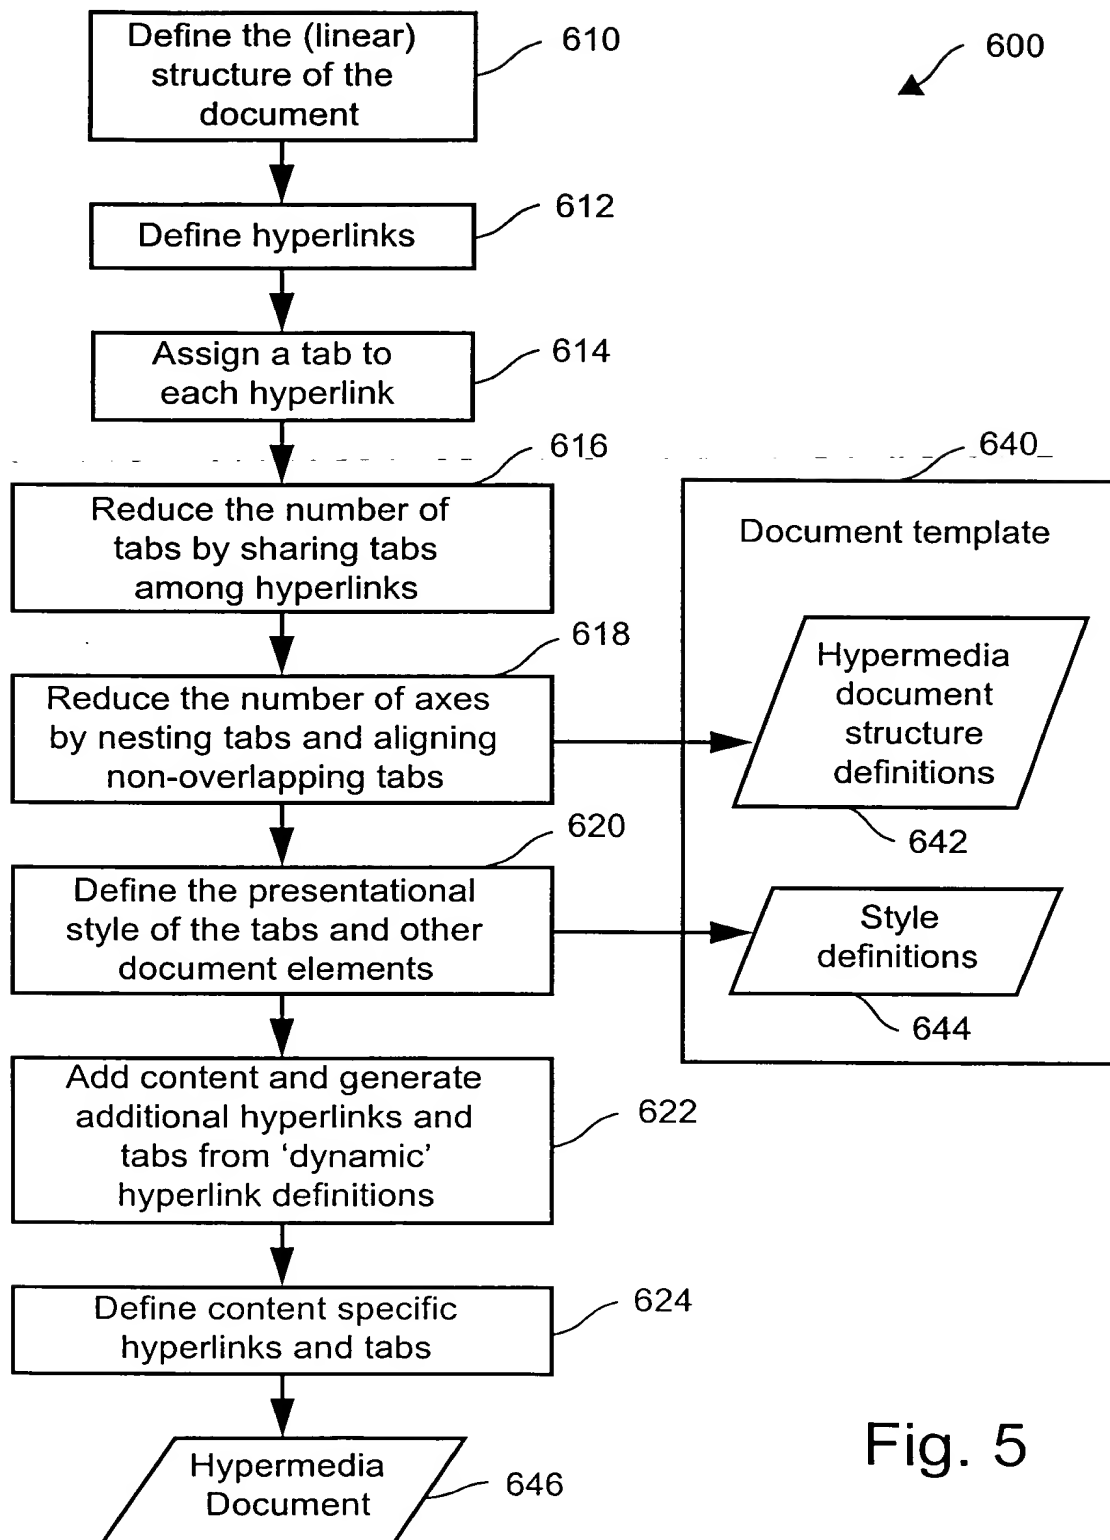 Define the (linear)
structure of the
document
610
600
Define hyperlinks
612
Assign a tab to
each hyperlink
614
616
Reduce the number of
tabs by sharing tabs
among hyperlinks
640
Document template
618
Reduce the number of axes
by nesting tabs and aligning
non-overlapping tabs
Hypermedia
document
structure
definitions
642
620
Define the presentational
style of the tabs and other
document elements
Style
definitions
644
Add content and generate
additional hyperlinks and
tabs from ‘dynamic’
hyperlink definitions
622
Define content specific
hyperlinks and tabs
624
Hypermedia
Document
646
Fig. 5